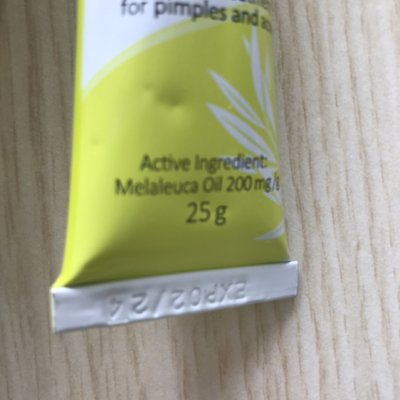 for pimples and
Active Ingredient:
Melaleuca Oil 200 mg/g
25 g
EXP02/24